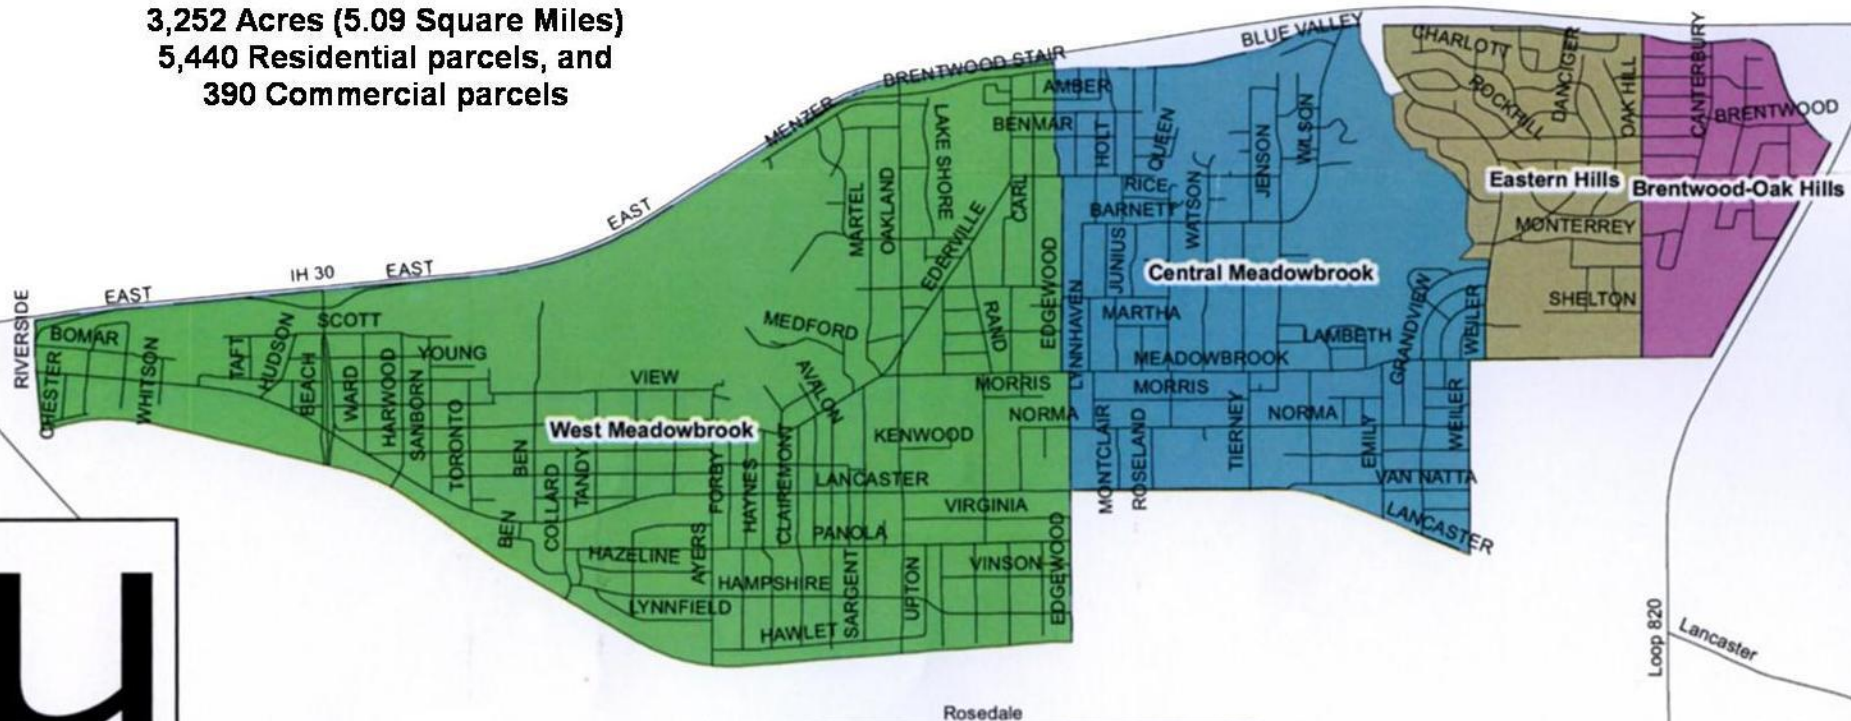 3,252 Acres (5.09 Square Miles)
5,440 Residential parcels, and
390 Commercial parcels
BLUE VALLEY
CHARLOTT
DANCIGER
OAK HILL
CANTERBURY
BRENTWOOD STAIR
AMBER
ROCKHILL
BRENTWOOD
MENZER
LAKE SHORE
BENMAR
HOLT
QUEEN
JENSON
WILSON
Eastern Hills
Brentwood-Oak Hills
EAST
MARTEL
OAKLAND
CARL
RICE
BARNETT
WATSON
MONTERREY
IH 30
EAST
EDERVILLE
EDGEWOOD
JUNIUS
Central Meadowbrook
EAST
RIVERSIDE
BOMAR
SCOTT
MEDFORD
RAND
LYNNHAVEN
MARTHA
LAMBETH
GRANDVIEW
WEILER
SHELTON
CHESTER
WHITSON
TAFT
HUDSON
BEACH
WARD
HARWOOD
YOUNG
SANBORN
VIEW
AVALON
MORRIS
MEADOWBROOK
MORRIS
TORONTO
BEN
West Meadowbrook
KENWOOD
NORMA
MONTCLAIR
ROSELAND
TIERNEY
NORMA
EMILY
WEILER
COLLARD
TANDY
FORBY
HAYNES
CLAIREMONT
LANCASTER
VAN NATTA
BEN
VIRGINIA
LANCASTER
HAZELINE
AYERS
PANOLA
HAMPSHIRE
SARGENT
UPTON
VINSON
EDGEWOOD
LYNNFIELD
HAWLET
Loop 820
Lancaster
u
Rosedale